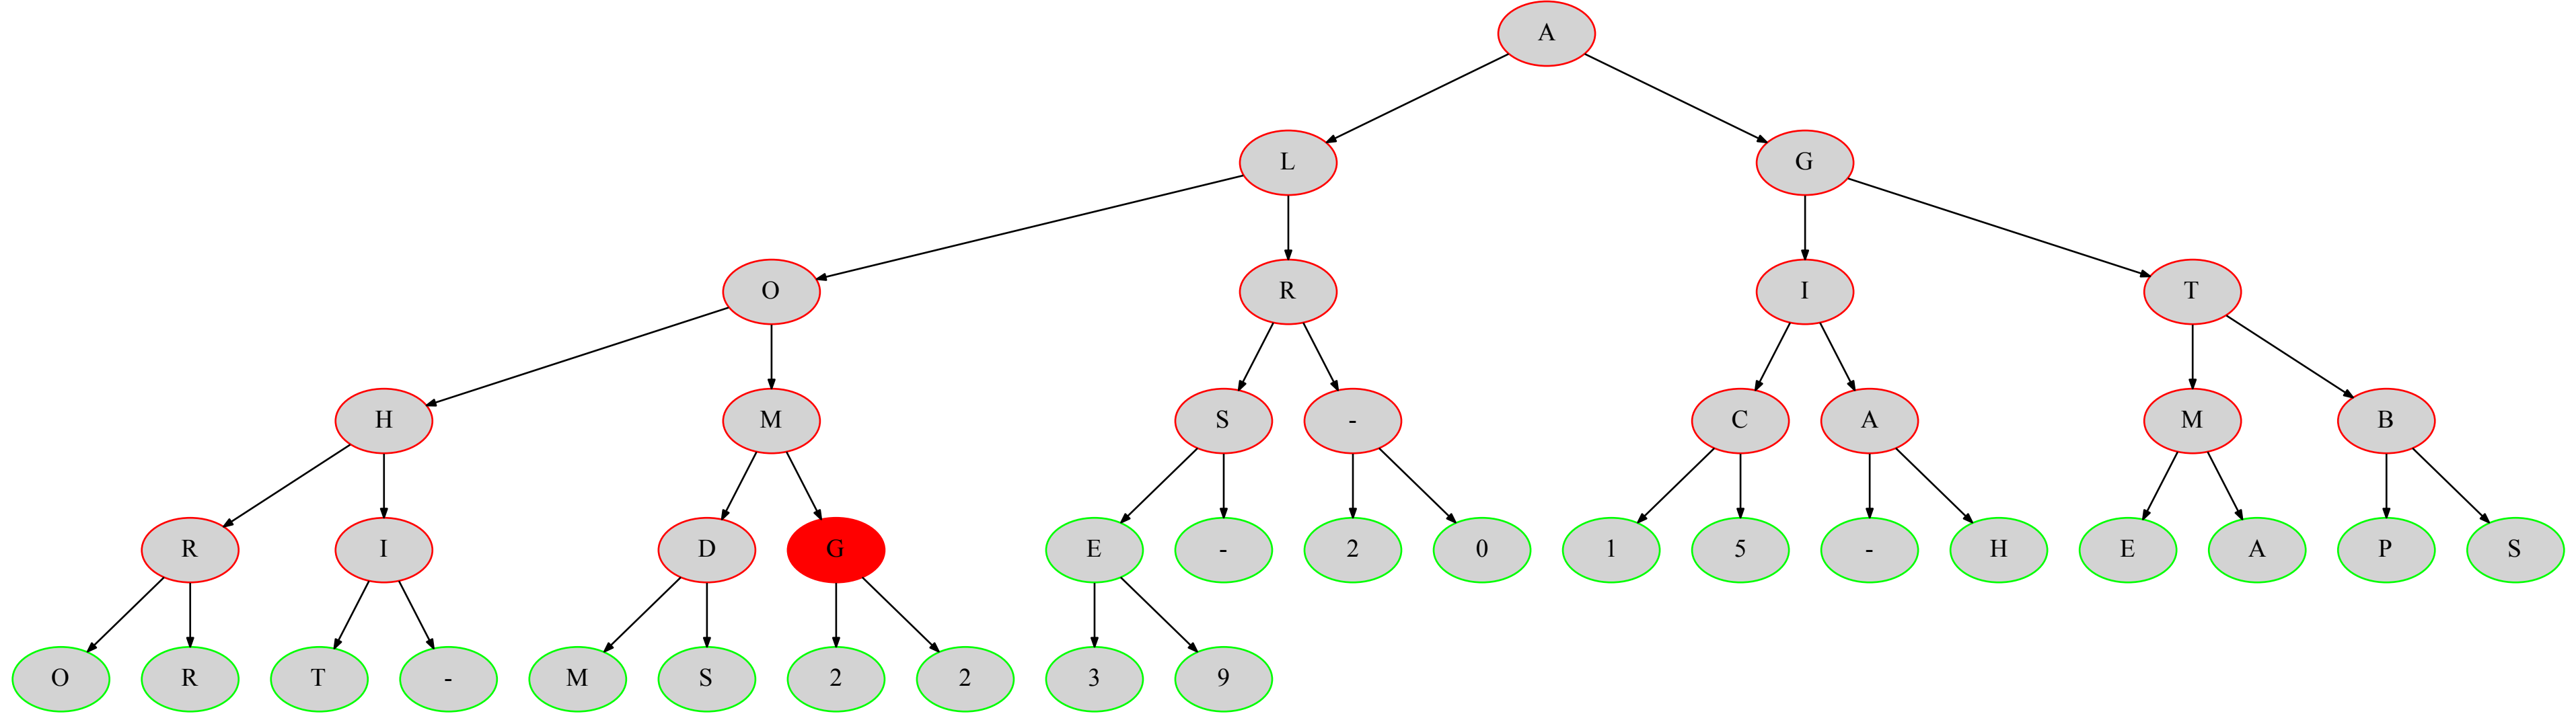 A
L G
O R I T
H M S - C A M B
R I D G E - 2 0 1 5 - H E A P S
O R T - M S 2 2 3 9